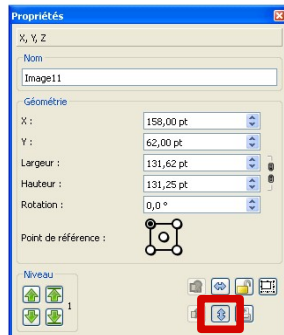 Propriétés
X, Y, Z
Nom
Image11
Géométrie
X : 158,00 pt
Y : 62,00 pt
Largeur : 131,62 pt
Hauteur : 131,25 pt
Rotation : 0,0 °
Point de référence :
Niveau
1